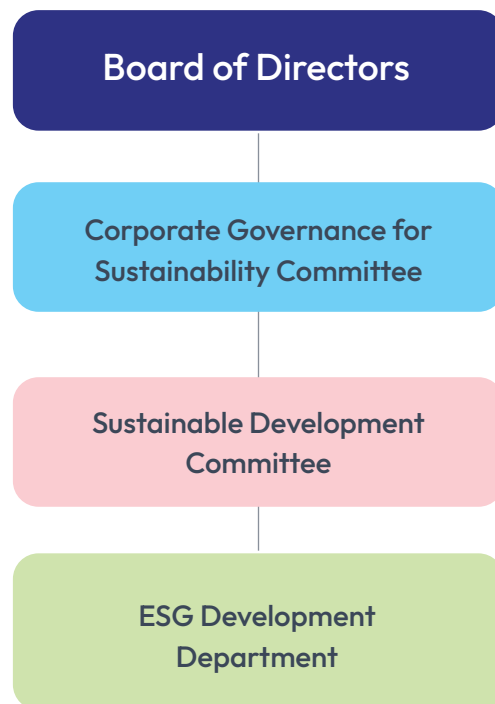 Board of Directors
Corporate Governance for
Sustainability Committee
Sustainable Development
Committee
ESG Development
Department